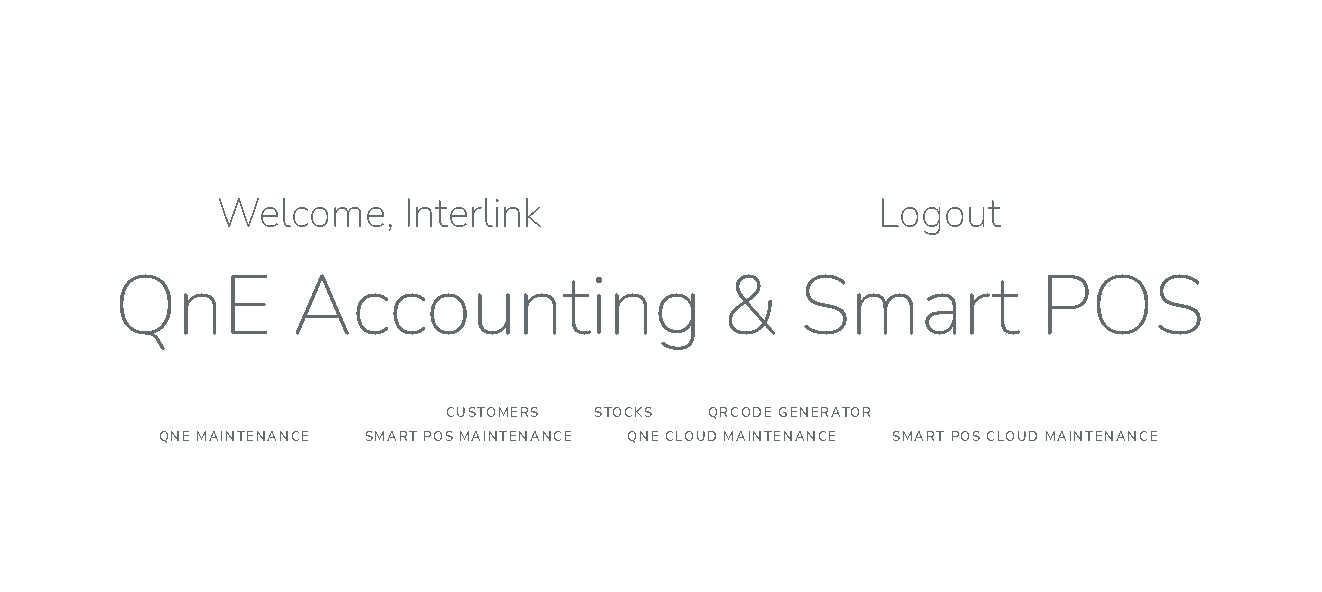 Welcome, Interlink Logout
QnE Accounting & Smart POS
CUSTOMERS STOCKS QRCODE GENERATOR
QNE MAINTENANCE SMART POS MAINTENANCE QNE CLOUD MAINTENANCE SMART POS CLOUD MAINTENANCE